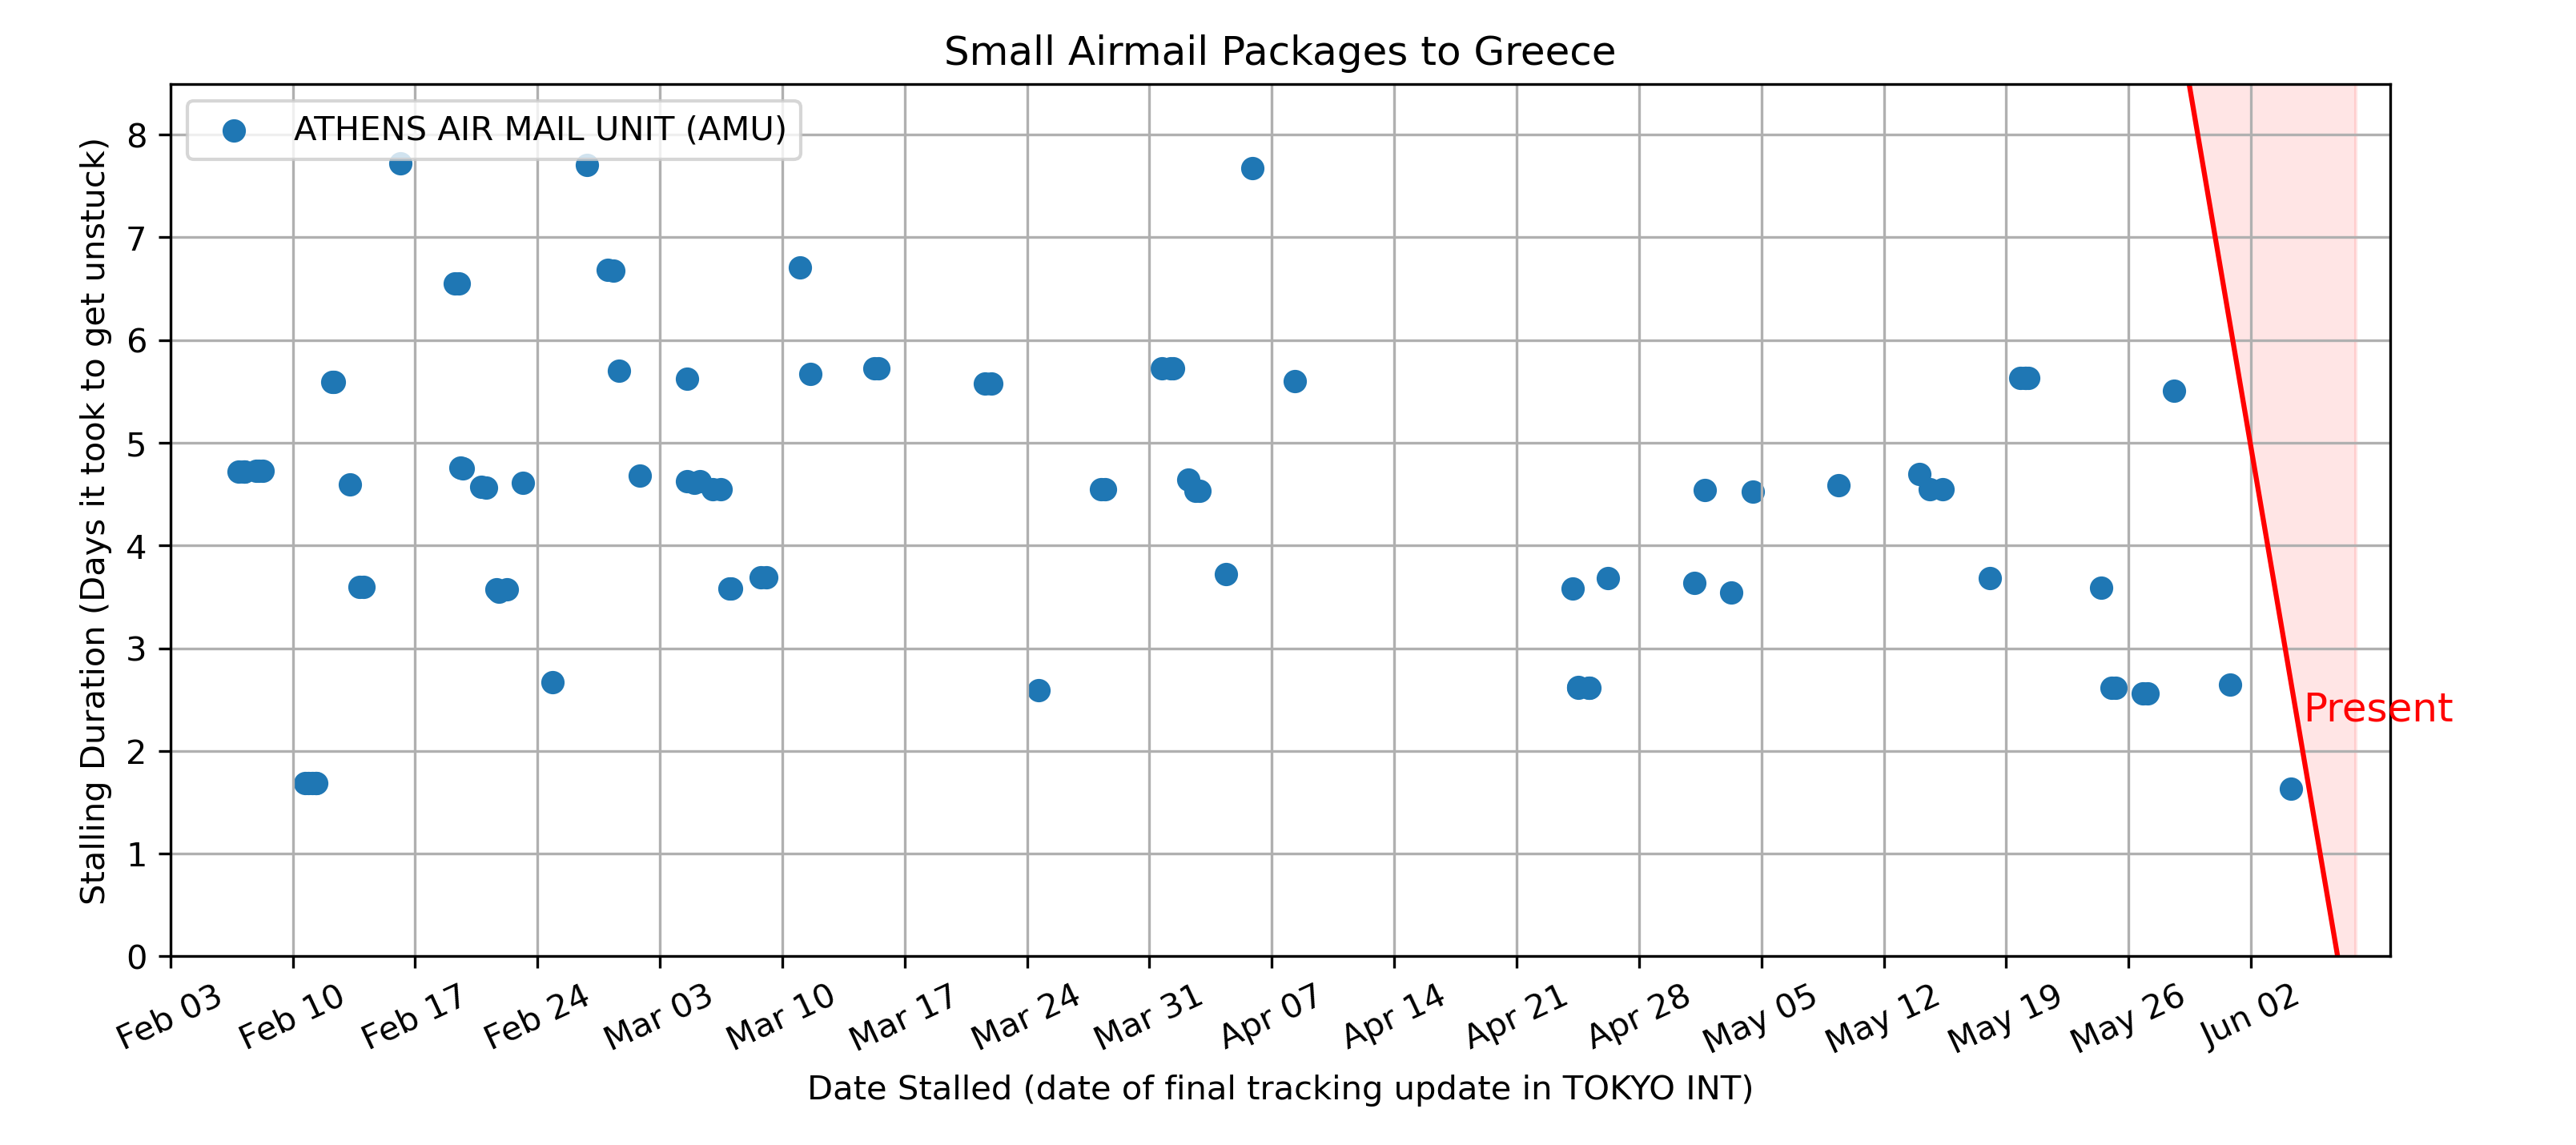 Small Airmail Packages to Greece
ATHENS AIR MAIL UNIT (AMU)
Stalling Duration (Days it took to get unstuck)
8
7
6
5
4
3
2
1
0
Present
Feb 03
Feb 10
Feb 17
Feb 24
Mar 03
Mar 10
Mar 17
Mar 24
Mar 31
Apr 07
Apr 14
Apr 21
Apr 28
May 05
May 12
May 19
May 26
Jun 02
Date Stalled (date of final tracking update in TOKYO INT)